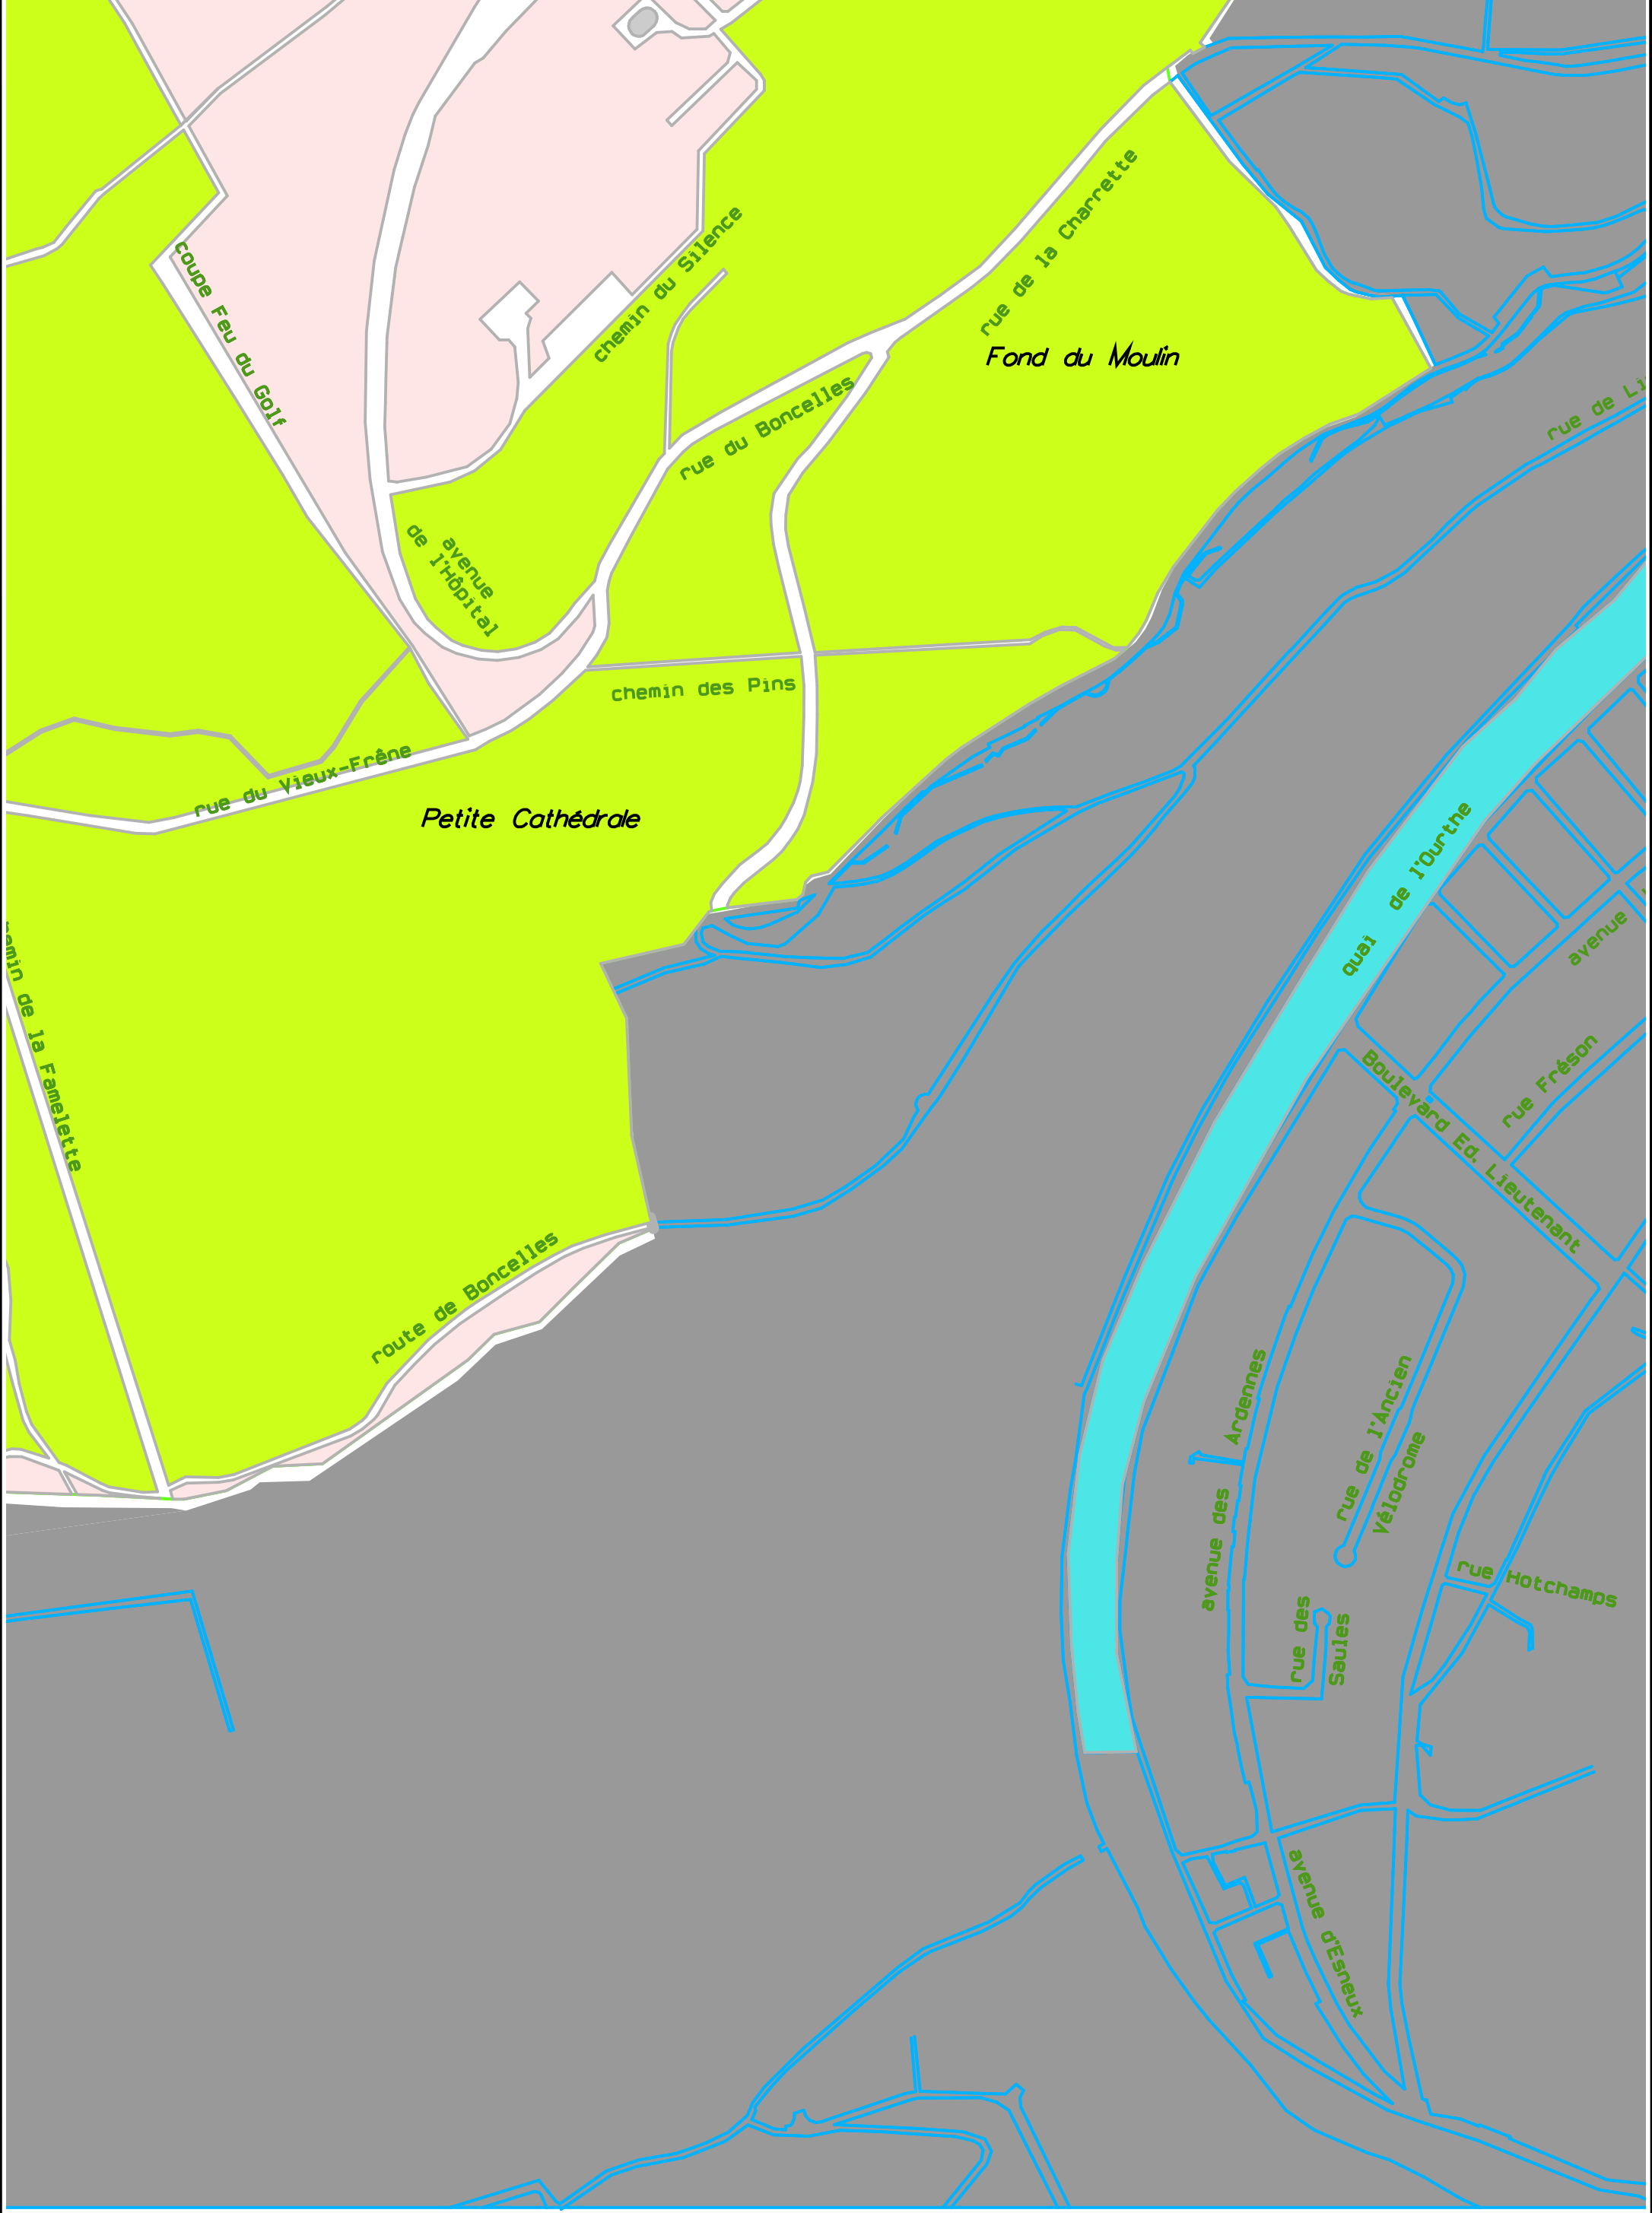 coupe Feu du Golf
chemin du Silence
rue de la Charrette
Fond du Moulin
rue du Boncelles
rue de
avenue
de l'Hôpital
chemin des Pins
rue du Vieux-Frêne
Petite Cathédrale
quai de l'Ourthe
avenue
de la Famelette
rue Fréson
Boulevard Ed. Lieutenant
route de Boncelles
avenue des Ardennes
rue de l'Ancien
Vélodrome
rue Hotchamps
rue des
Saules
avenue d'Esneux